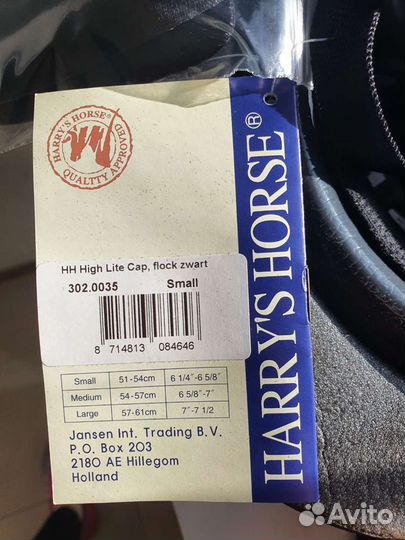 HARRY'S HORSE®
QUALTTY APPROVED
HARRY'S HORSE®
HH High Lite Cap, flock zwart
302.0035 Small
8 714813 084646
Small 51-54cm 6 1/4"-6 5/8"
Medium 54-57cm 6 5/8"-7"
Large 57-61cm 7"-7 1/2
Jansen Int. Trading B.V.
P.O. Box 203
2180 AE Hillegom
Holland
Avito